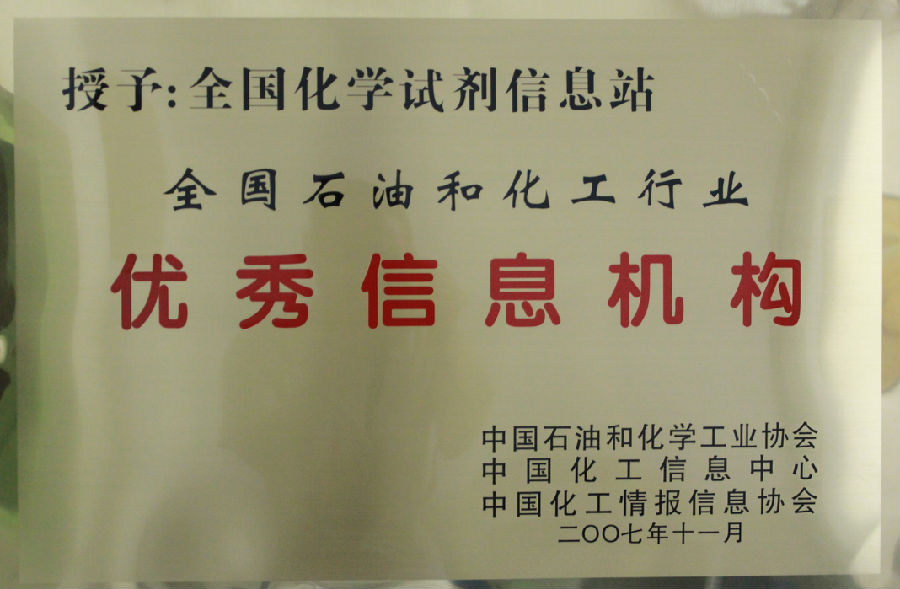 授予:全国化学试剂信息站
全国石油和化工行业
优秀信息机构
中国石油和化学工业协会
中国化工信息中心
中国化工情报信息协会
二〇〇七年十一月